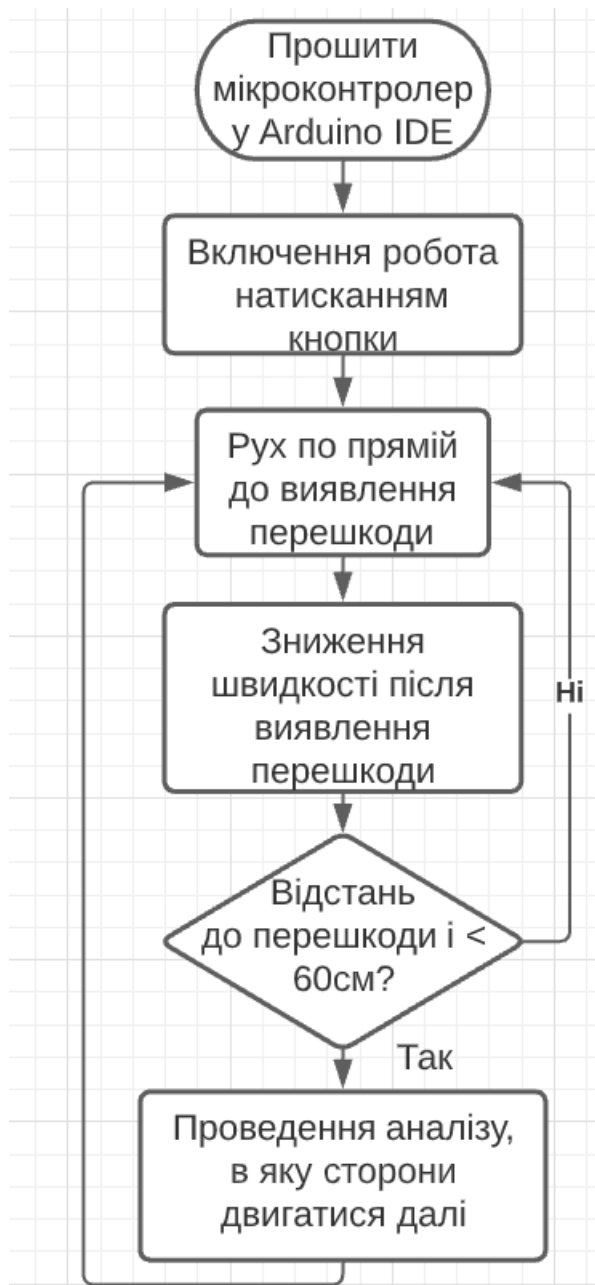 Прошити
мікроконтролер
у Arduino IDE
Включення робота
натисканням
кнопки
Рух по прямій
до виявлення
перешкоди
Зниження
швидкості після
виявлення
перешкоди
Ні
Відстань
до перешкоди і <
60см?
Так
Проведення аналізу,
в яку сторони
двигатися далі